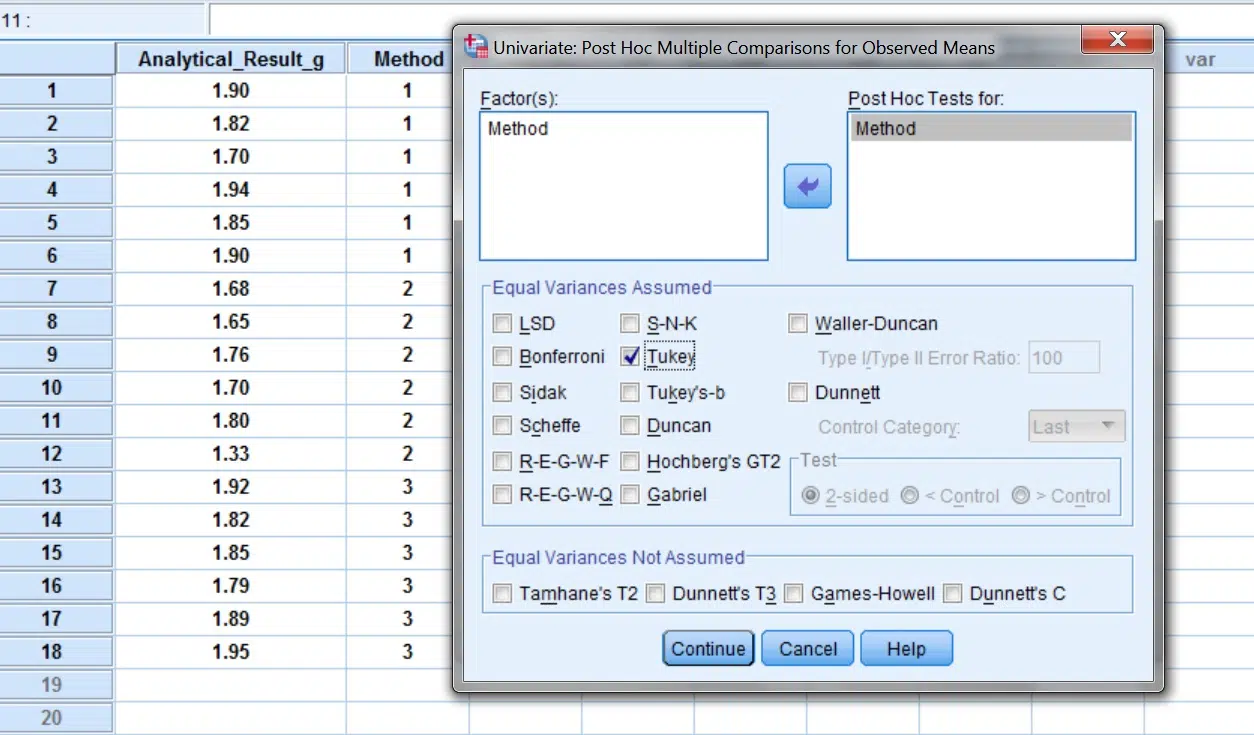 11 :
Analytical_Result_g Method var
1 1.90 1
2 1.82 1
3 1.70 1
4 1.94 1
5 1.85 1
6 1.90 1
7 1.68 2
8 1.65 2
9 1.76 2
10 1.70 2
11 1.80 2
12 1.33 2
13 1.92 3
14 1.82 3
15 1.85 3
16 1.79 3
17 1.89 3
18 1.95 3
19
20
Univariate: Post Hoc Multiple Comparisons for Observed Means
Factor(s): Post Hoc Tests for:
Method Method
Equal Variances Assumed
LSD S-N-K Waller-Duncan
Bonferroni Tukey Type I/Type II Error Ratio: 100
Sidak Tukey's-b Dunnett
Scheffe Duncan Control Category: Last
R-E-G-W-F Hochberg's GT2 Test
R-E-G-W-Q Gabriel 2-sided < Control > Control
Equal Variances Not Assumed
Tamhane's T2 Dunnett's T3 Games-Howell Dunnett's C
Continue Cancel Help